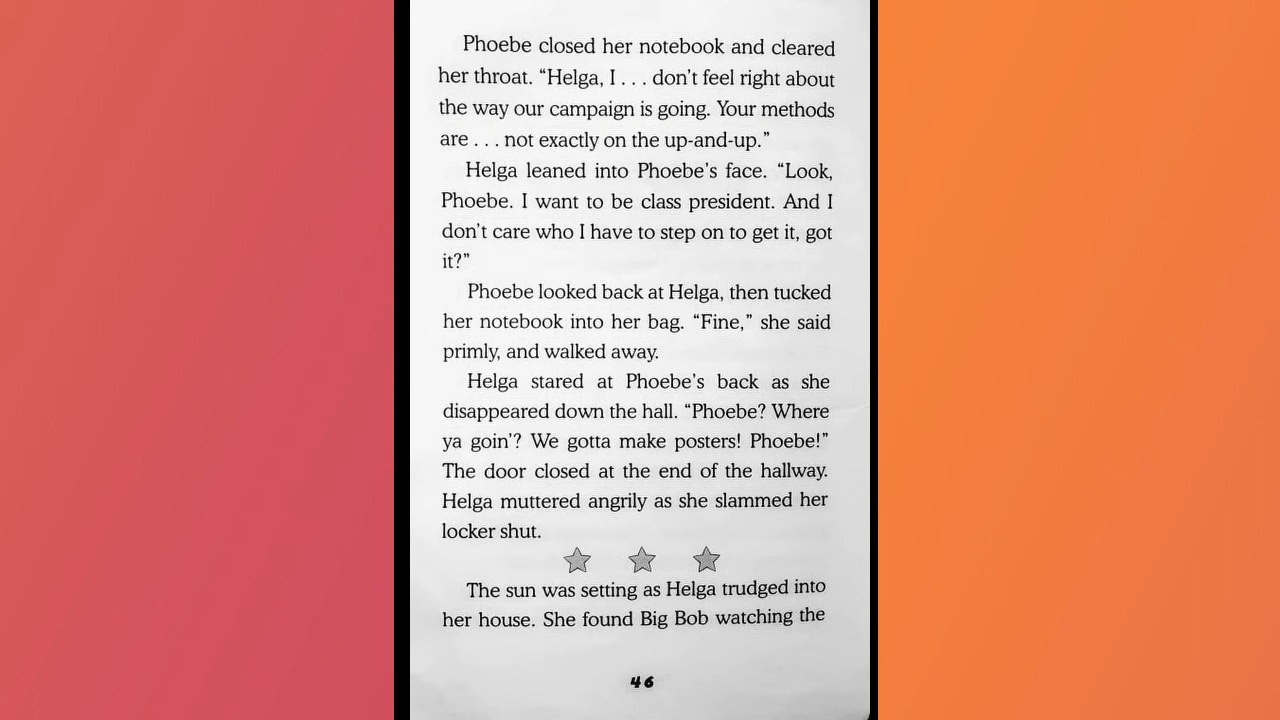 Phoebe closed her notebook and cleared
her throat. “Helga, I . . . don’t feel right about
the way our campaign is going. Your methods
are . . . not exactly on the up-and-up.”
Helga leaned into Phoebe’s face. “Look,
Phoebe. I want to be class president. And I
don’t care who I have to step on to get it, got
it?”
Phoebe looked back at Helga, then tucked
her notebook into her bag. “Fine,” she said
primly, and walked away.
Helga stared at Phoebe’s back as she
disappeared down the hall. “Phoebe? Where
ya goin’? We gotta make posters! Phoebe!”
The door closed at the end of the hallway.
Helga muttered angrily as she slammed her
locker shut.
The sun was setting as Helga trudged into
her house. She found Big Bob watching the
46